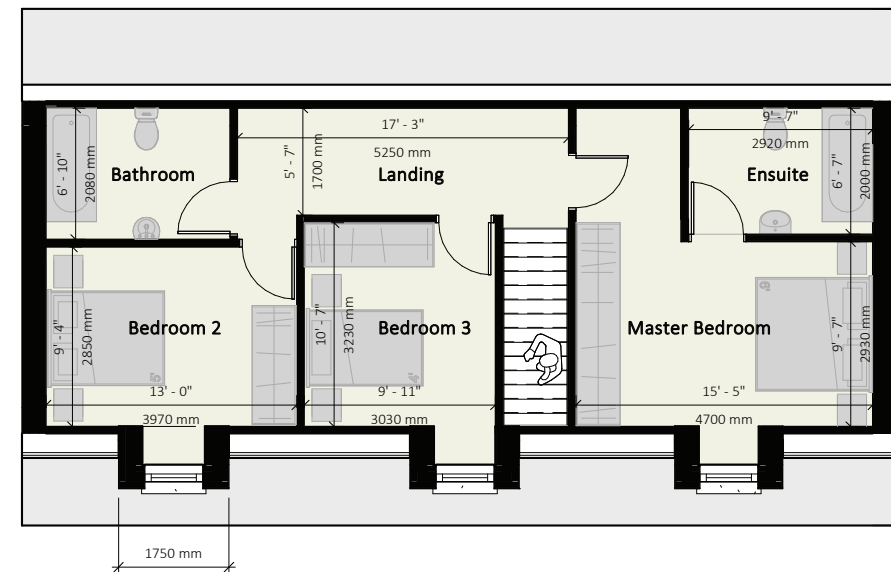 17' - 3"
5250 mm
9' - 7"
2920 mm
6' - 10"
2080 mm
Bathroom
5' - 7"
1700 mm
Landing
Ensuite
6' - 7"
2000 mm
9' - 4"
2850 mm
Bedroom 2
13' - 0"
3970 mm
10' - 7"
3230 mm
Bedroom 3
9' - 11"
3030 mm
Master Bedroom
9' - 7"
2930 mm
15' - 5"
4700 mm
1750 mm